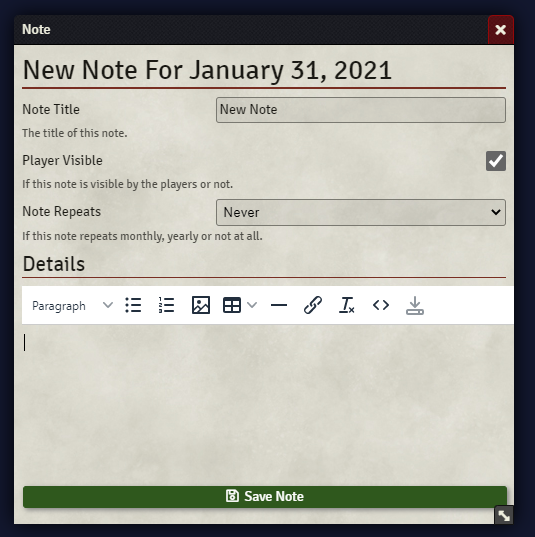 Note
New Note For January 31, 2021
Note Title
New Note
The title of this note.
Player Visible
If this note is visible by the players or not.
Note Repeats
Never
If this note repeats monthly, yearly or not at all.
Details
Paragraph
Save Note